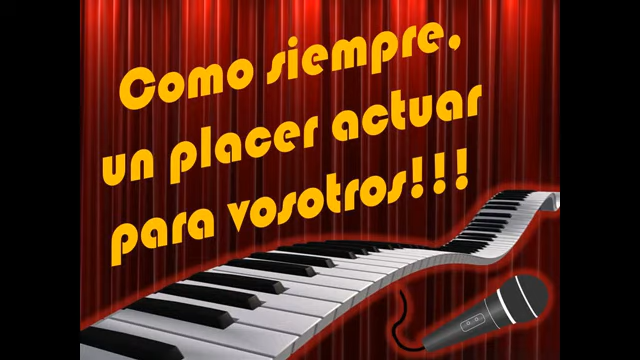 Como siempre,
un placer actuar
para vosotros!!!